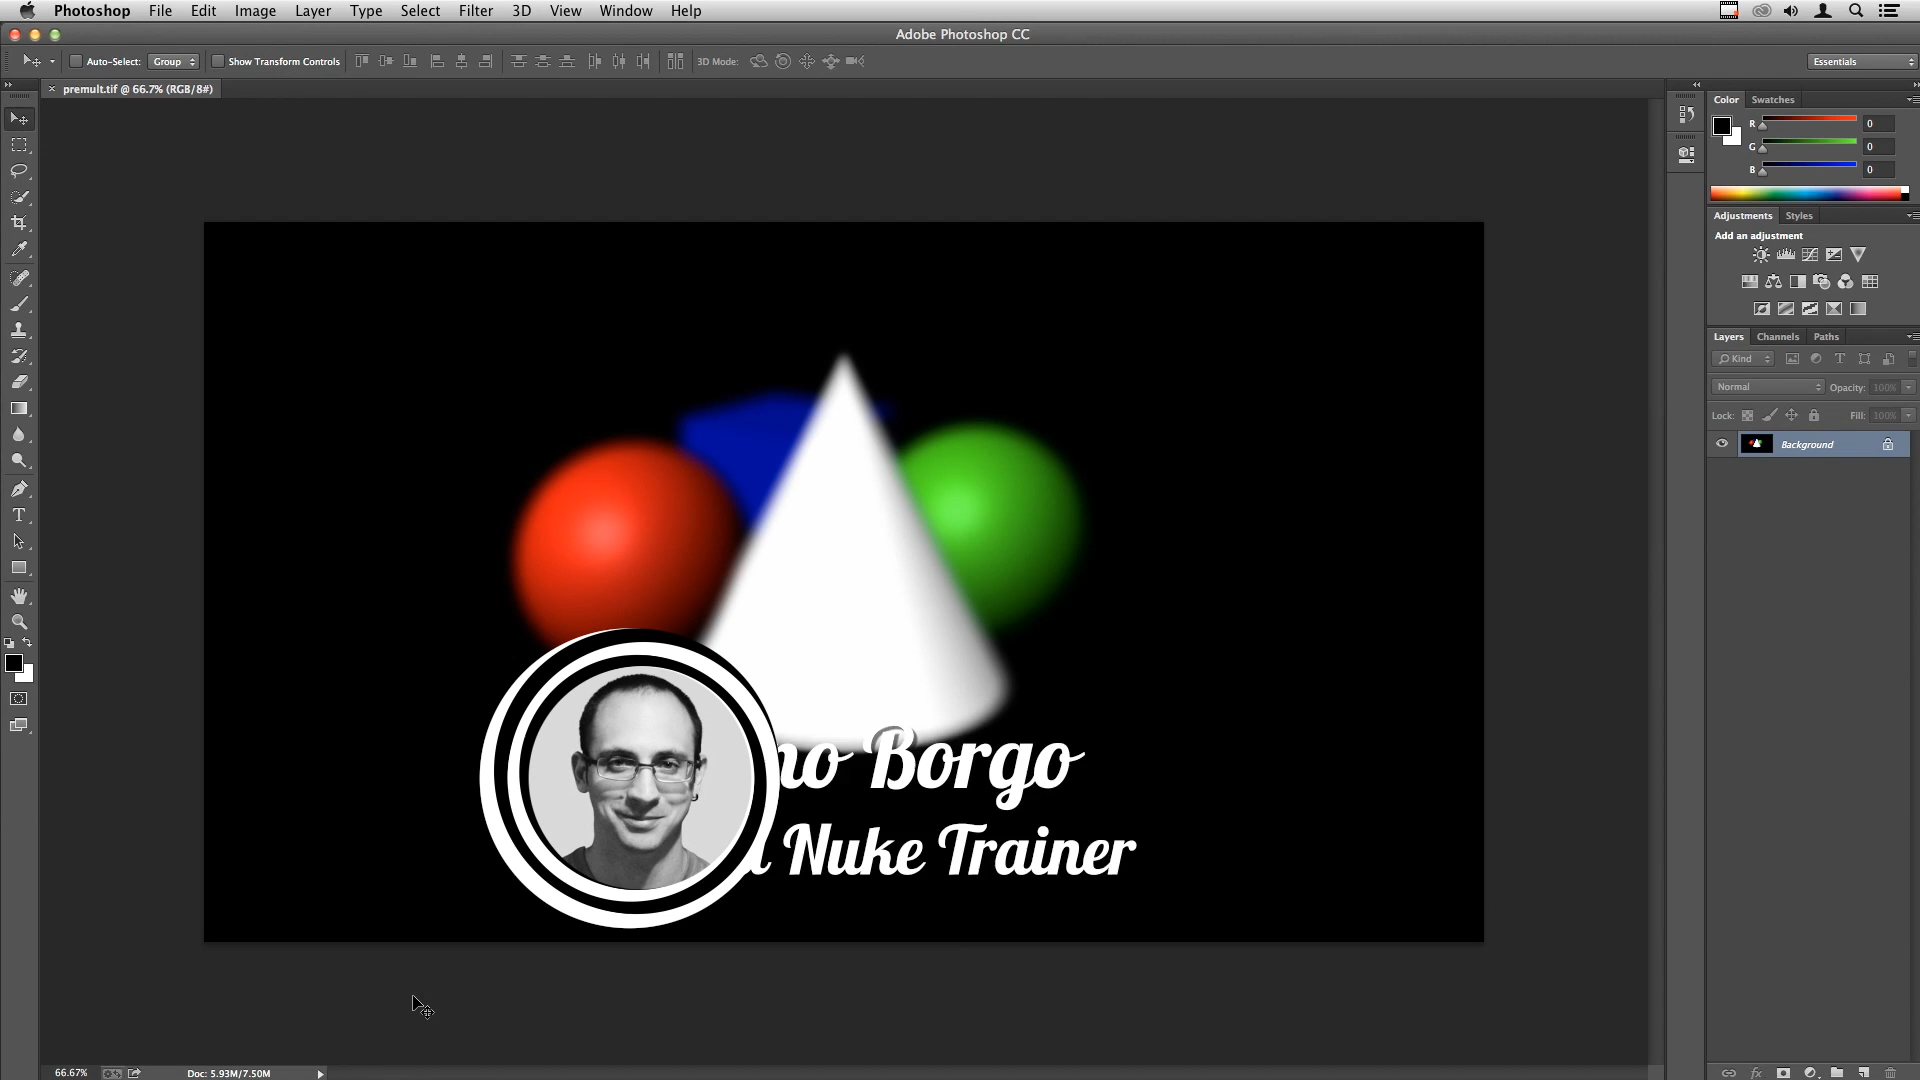 Photoshop File Edit Image Layer Type Select Filter 3D View Window Help
Adobe Photoshop CC
Auto-Select: Group Show Transform Controls 3D Mode: Essentials
premult.tif @ 66.7% (RGB/8#)
Color Swatches
R 0
G 0
B 0
Adjustments Styles
Add an adjustment
Layers Channels Paths
Kind
Normal Opacity: 100%
Lock: Fill: 100%
Background
no Borgo
Nuke Trainer
66.67% Doc: 5.93M/7.50M